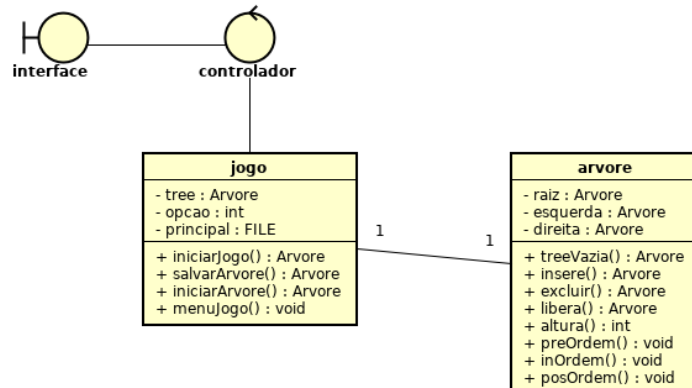 interface
controlador
jogo
- tree : Arvore
- opcao : int
- principal : FILE
+ iniciarJogo() : Arvore
+ salvarArvore() : Arvore
+ iniciarArvore() : Arvore
+ menuJogo() : void
1
1
arvore
- raiz : Arvore
- esquerda : Arvore
- direita : Arvore
+ treeVazia() : Arvore
+ insere() : Arvore
+ excluir() : Arvore
+ libera() : Arvore
+ altura() : int
+ preOrdem() : void
+ inOrdem() : void
+ posOrdem() : void